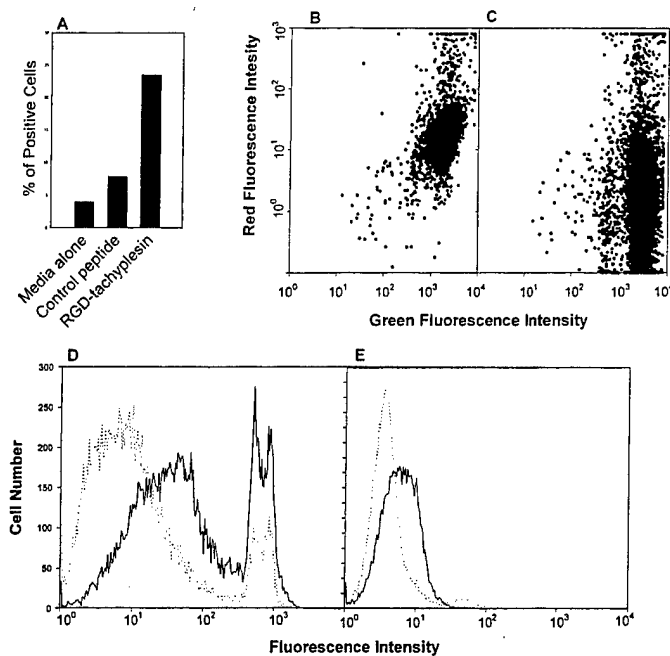 A
% of Positive Cells
Media alone
Control peptide
RGD-tachyplesin
B
C
Red Fluorescence Intesity
10³
10²
10¹
10⁰
10⁰ 10¹ 10² 10³ 10⁴ 10¹ 10² 10³ 10⁴
Green Fluorescence Intensity
D
E
Cell Number
300
250
200
150
100
50
0
10⁰ 10¹ 10² 10³ 10⁰ 10¹ 10² 10³ 10⁴
Fluorescence Intensity